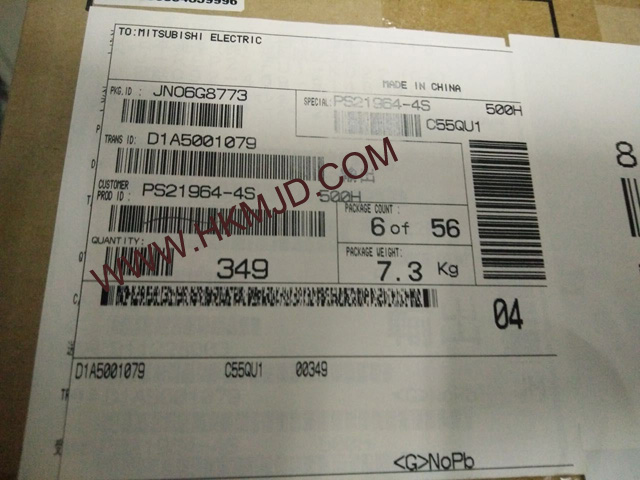 TO:MITSUBISHI ELECTRIC
MADE IN CHINA
PKG.ID : JN06G8773
SPECIAL: PS21964-4S 500H
C55QU1
TRANS ID: D1A5001079
CUSTOMER
PROD ID : PS21964-4S 500H
PACKAGE COUNT :
6 of 56
QUANTITY:
349
PACKAGE WEIGHT:
7.3 Kg
04
D1A5001079 C55QU1 00349
<G>NoPb
8
WWW.HKMJD.COM